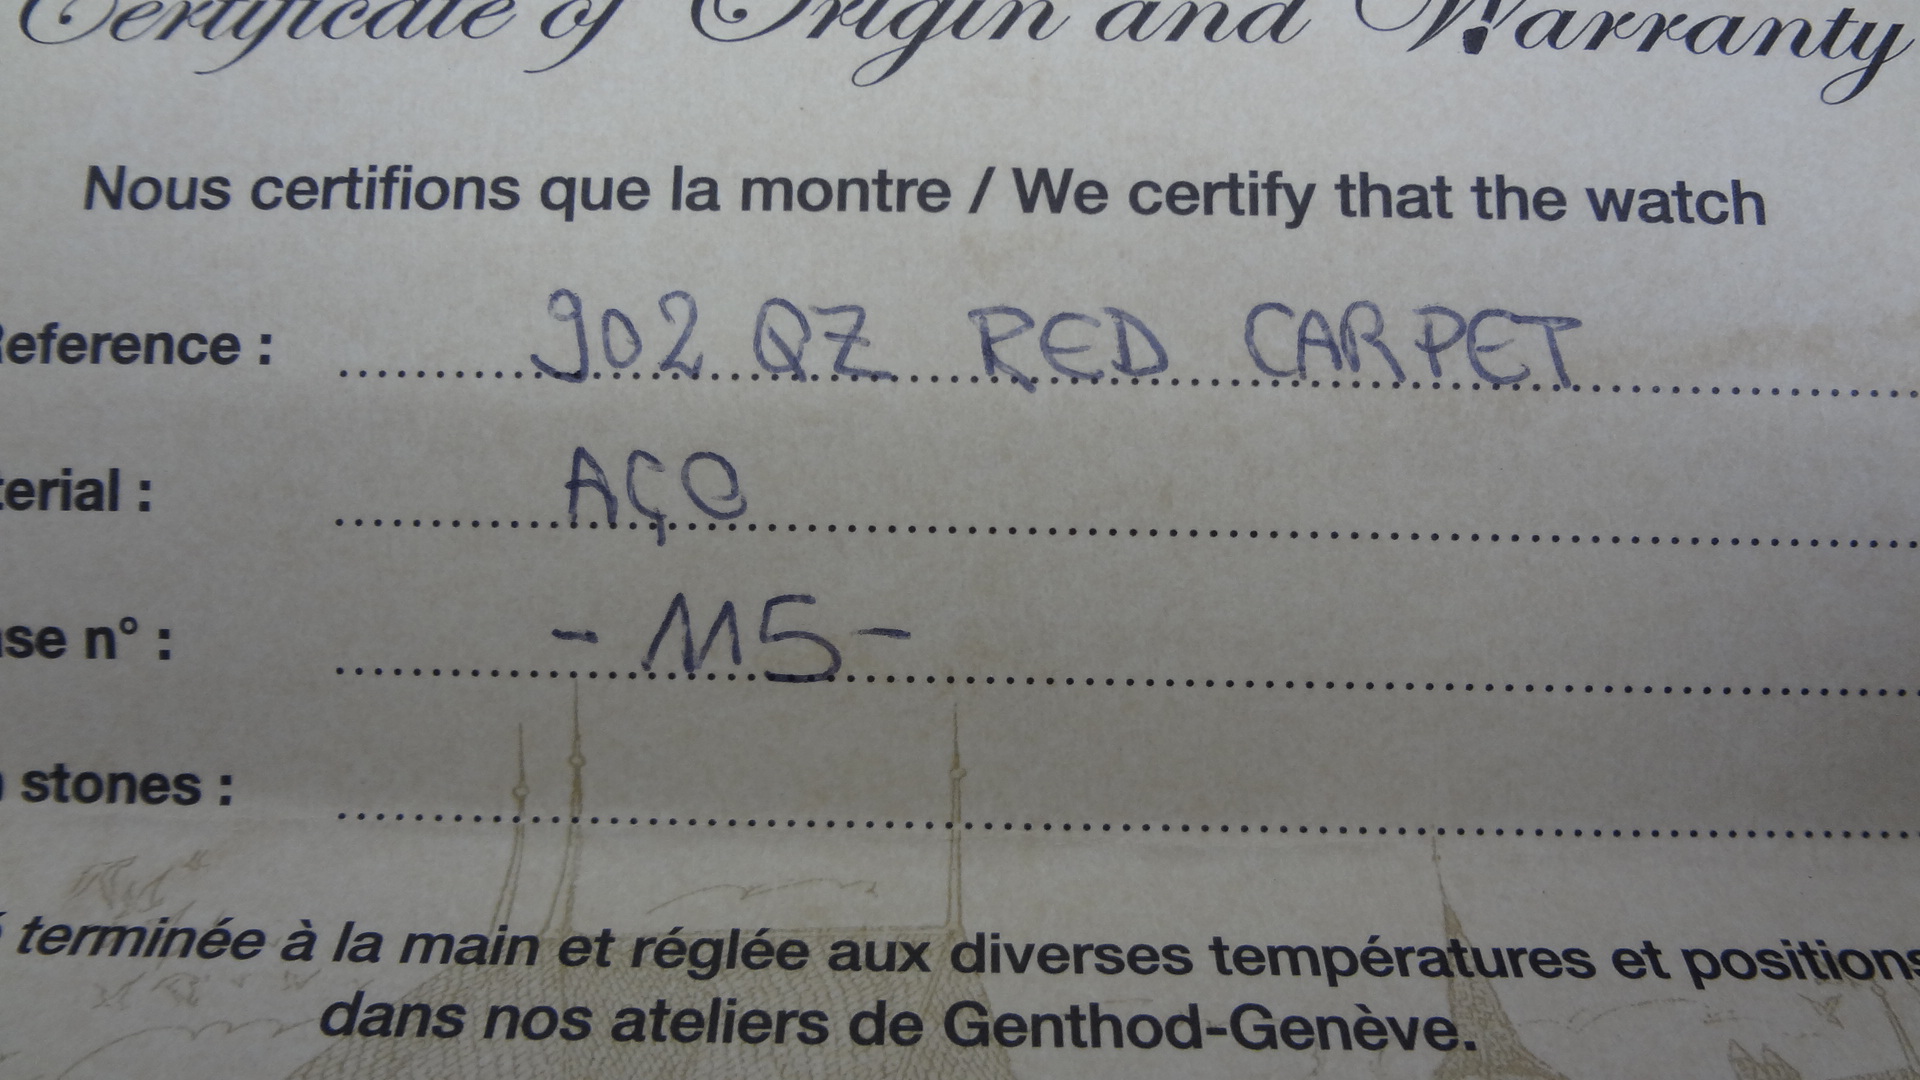 Certificate of Origin and Warranty
Nous certifions que la montre / We certify that the watch
eference : 902 QZ RED CARPET
terial : AÇO
se n° : - 115 -
stones :
terminée à la main et réglée aux diverses températures et positions
dans nos ateliers de Genthod-Genève.